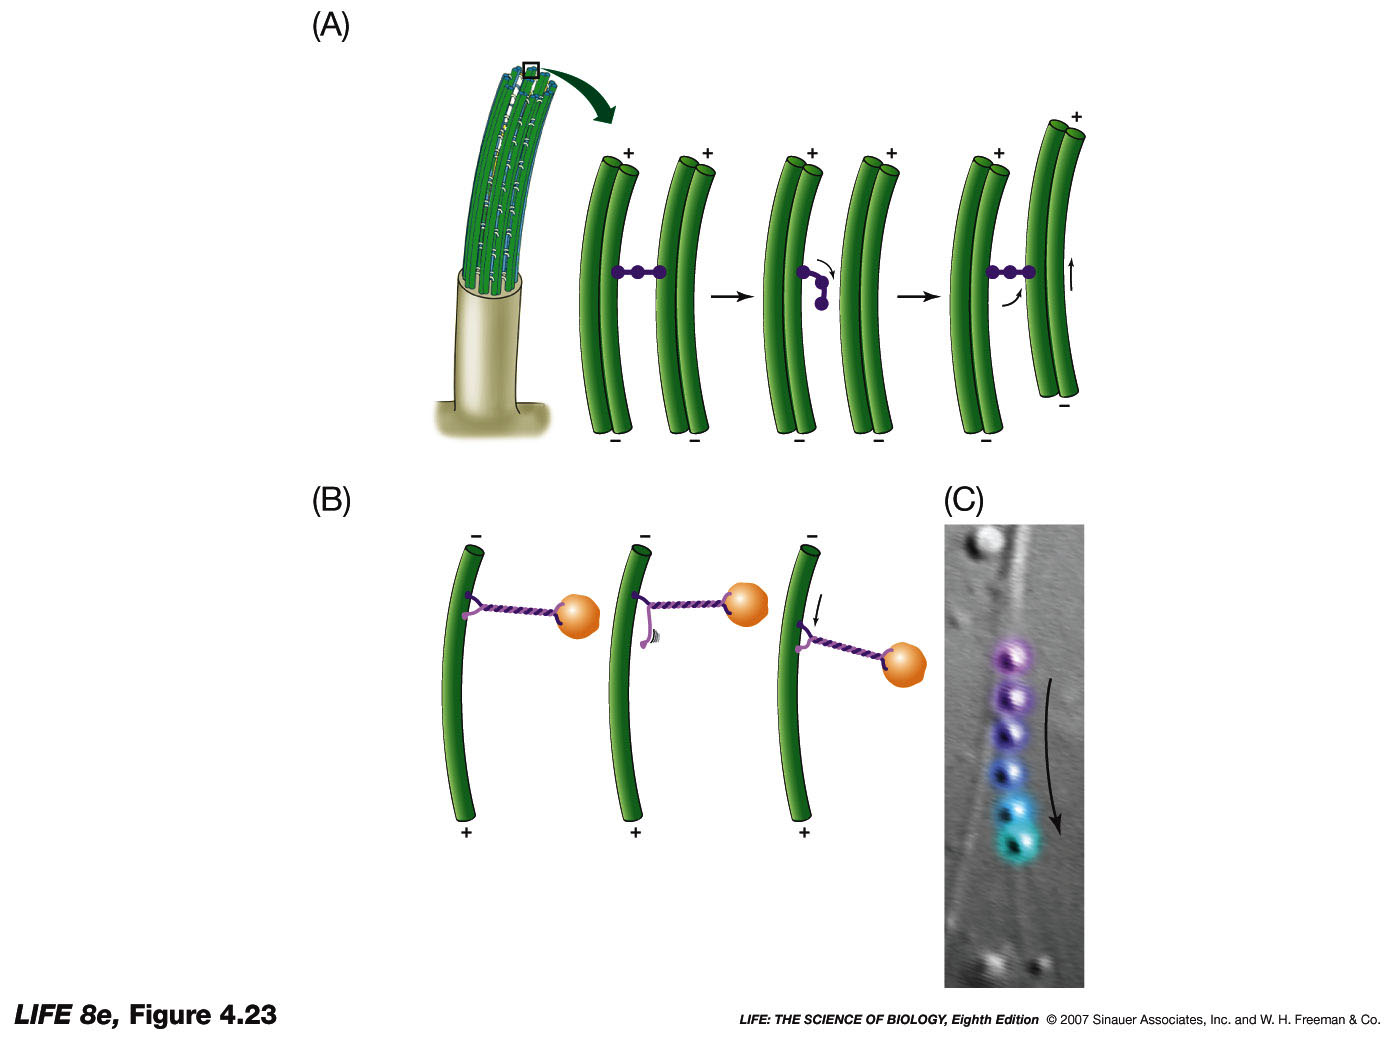 (A)
+ + + + + +
− − − − − −
(B)
(C)
− − −
+ + +
LIFE 8e, Figure 4.23
LIFE: THE SCIENCE OF BIOLOGY, Eighth Edition © 2007 Sinauer Associates, Inc. and W. H. Freeman & Co.